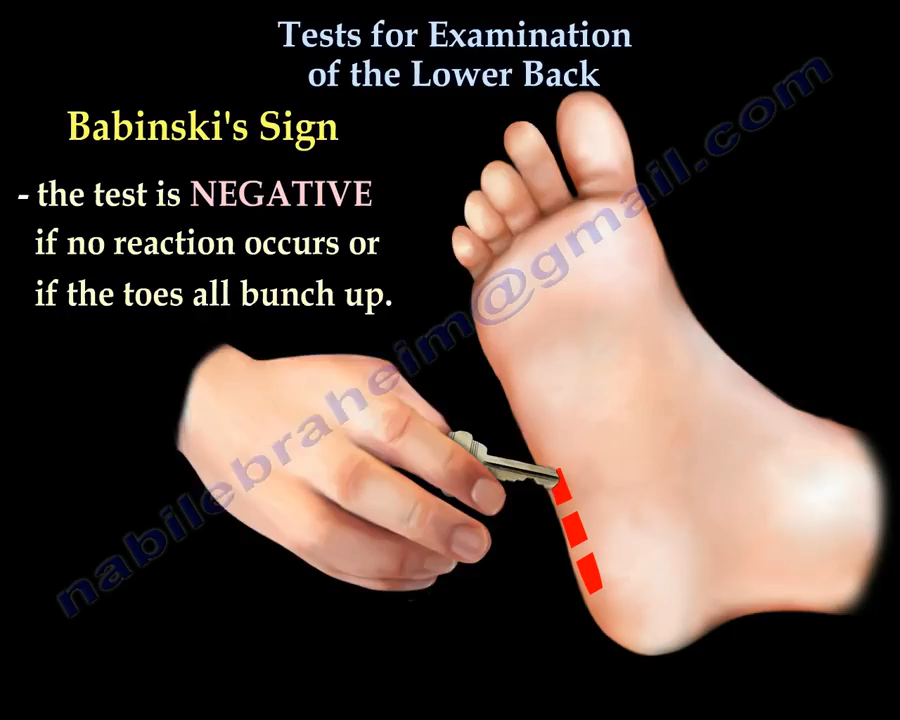 Tests for Examination
of the Lower Back
Babinski's Sign
- the test is NEGATIVE
if no reaction occurs or
if the toes all bunch up.
nabilebraheim@gmail.com